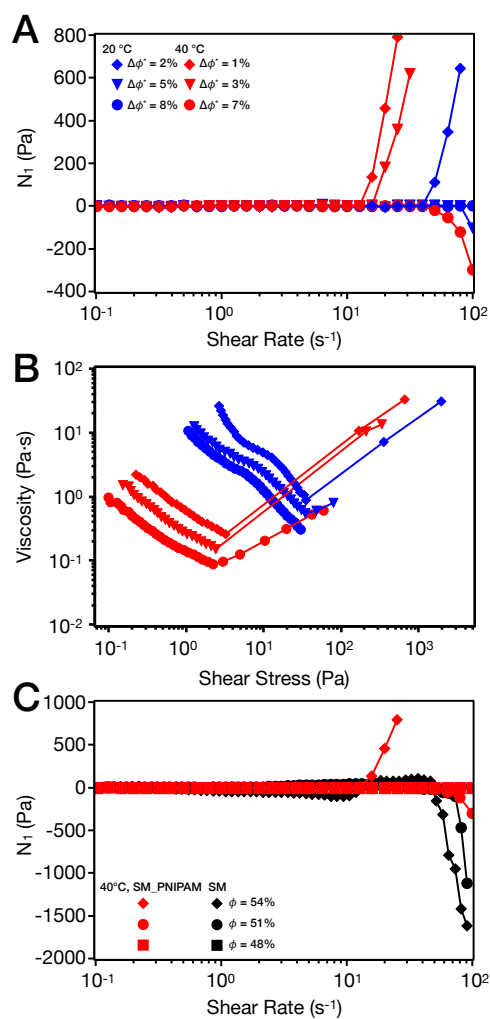 A
800
600
400
200
0
-200
-400
N₁ (Pa)
20 °C 40 °C
Δϕ* = 2% Δϕ* = 1%
Δϕ* = 5% Δϕ* = 3%
Δϕ* = 8% Δϕ* = 7%
10⁻¹ 10⁰ 10¹ 10²
Shear Rate (s⁻¹)
B
10²
10¹
10⁰
10⁻¹
10⁻²
Viscosity (Pa·s)
10⁻¹ 10⁰ 10¹ 10² 10³
Shear Stress (Pa)
C
1000
500
0
-500
-1000
-1500
-2000
N₁ (Pa)
40°C, SM_PNIPAM SM
ϕ = 54%
ϕ = 51%
ϕ = 48%
10⁻¹ 10⁰ 10¹ 10²
Shear Rate (s⁻¹)